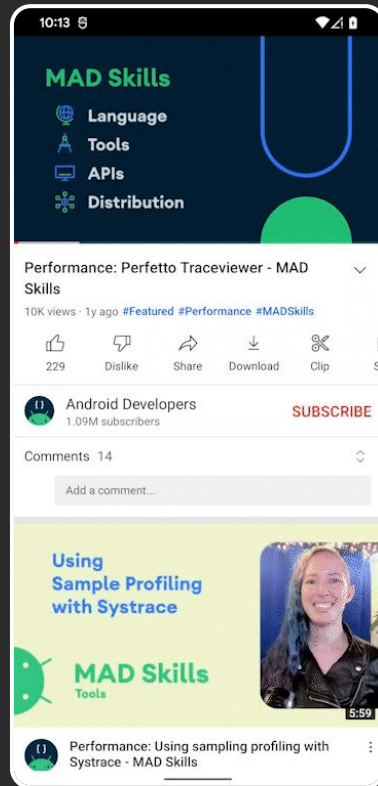 10:13
MAD Skills
Language
Tools
APIs
Distribution
Performance: Perfetto Traceviewer - MAD
Skills
10K views · 1y ago #Featured #Performance #MADSkills
229
Dislike
Share
Download
Clip
S
Android Developers
1.09M subscribers
SUBSCRIBE
Comments 14
Add a comment...
Using
Sample Profiling
with Systrace
MAD Skills
Tools
5:59
Performance: Using sampling profiling with
Systrace - MAD Skills